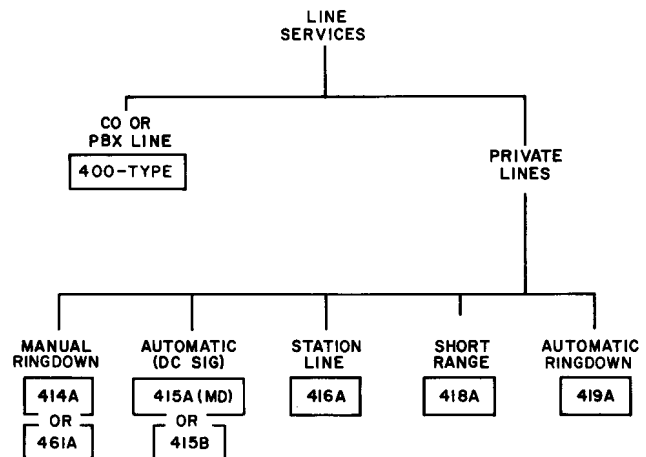 LINE
SERVICES
CO OR
PBX LINE
400-TYPE
PRIVATE
LINES
MANUAL
RINGDOWN
414A
OR
461A
AUTOMATIC
(DC SIG)
415A (MD)
OR
415B
STATION
LINE
416A
SHORT
RANGE
418A
AUTOMATIC
RINGDOWN
419A